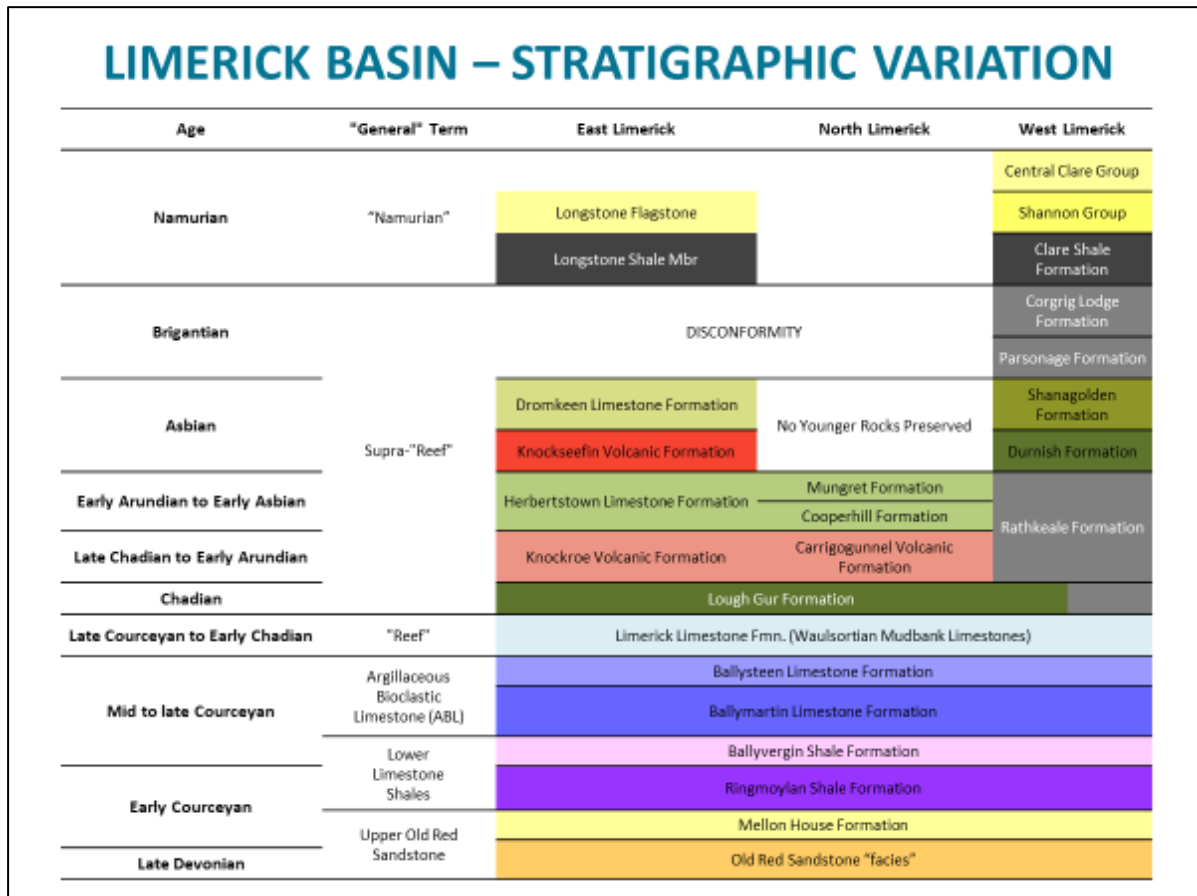 LIMERICK BASIN – STRATIGRAPHIC VARIATION
Age "General" Term East Limerick North Limerick West Limerick
Central Clare Group
Namurian "Namurian" Longstone Flagstone Shannon Group
Longstone Shale Mbr Clare Shale
Formation
Brigantian DISCONFORMITY Corgrig Lodge
Formation
Parsonage Formation
Asbian Dromkeen Limestone Formation No Younger Rocks Preserved Shanagolden
Formation
Supra-"Reef" Knockseefin Volcanic Formation Durnish Formation
Early Arundian to Early Asbian Herbertstown Limestone Formation Mungret Formation
Cooperhill Formation
Rathkeale Formation
Late Chadian to Early Arundian Knockroe Volcanic Formation Carrigogunnel Volcanic
Formation
Chadian Lough Gur Formation
Late Courceyan to Early Chadian "Reef" Limerick Limestone Fmn. (Waulsortian Mudbank Limestones)
Mid to late Courceyan Argillaceous
Bioclastic
Limestone (ABL)
Ballysteen Limestone Formation
Ballymartin Limestone Formation
Lower
Limestone
Shales
Ballyvergin Shale Formation
Early Courceyan Ringmoylan Shale Formation
Upper Old Red
Sandstone
Mellon House Formation
Late Devonian Old Red Sandstone "facies"